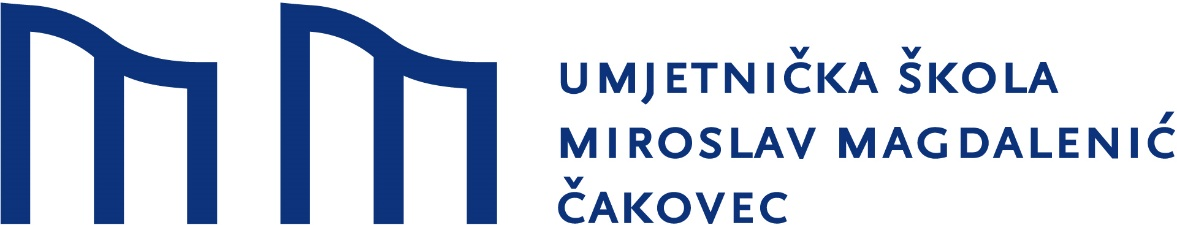 UMJETNIČKA ŠKOLA
MIROSLAV MAGDALENIĆ
ČAKOVEC